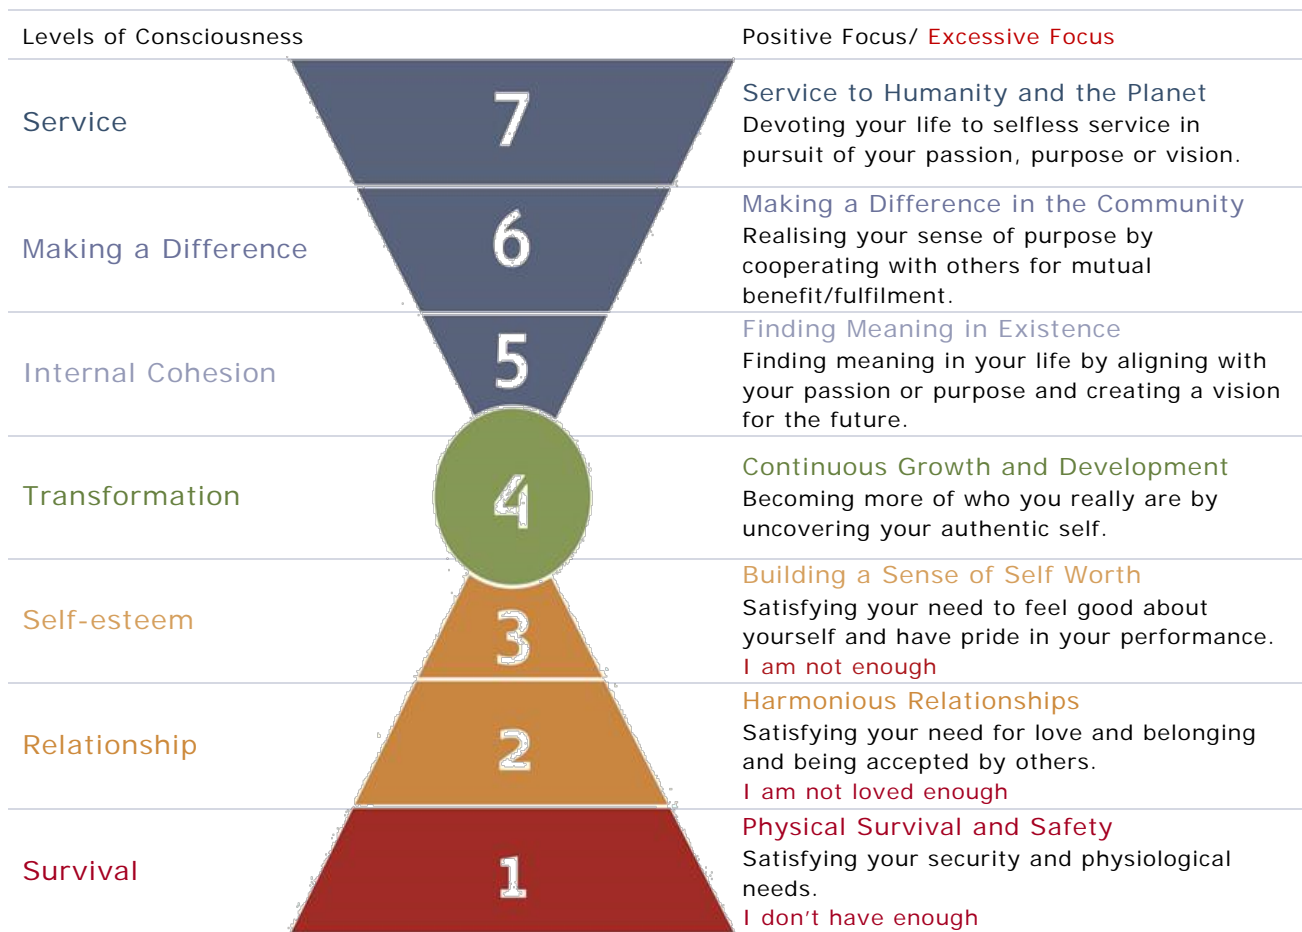 Levels of Consciousness
Positive Focus/ Excessive Focus
Service
7
Service to Humanity and the Planet
Devoting your life to selfless service in
pursuit of your passion, purpose or vision.
Making a Difference
6
Making a Difference in the Community
Realising your sense of purpose by
cooperating with others for mutual
benefit/fulfilment.
Internal Cohesion
5
Finding Meaning in Existence
Finding meaning in your life by aligning with
your passion or purpose and creating a vision
for the future.
Transformation
4
Continuous Growth and Development
Becoming more of who you really are by
uncovering your authentic self.
Self-esteem
3
Building a Sense of Self Worth
Satisfying your need to feel good about
yourself and have pride in your performance.
I am not enough
Relationship
2
Harmonious Relationships
Satisfying your need for love and belonging
and being accepted by others.
I am not loved enough
Survival
1
Physical Survival and Safety
Satisfying your security and physiological
needs.
I don't have enough